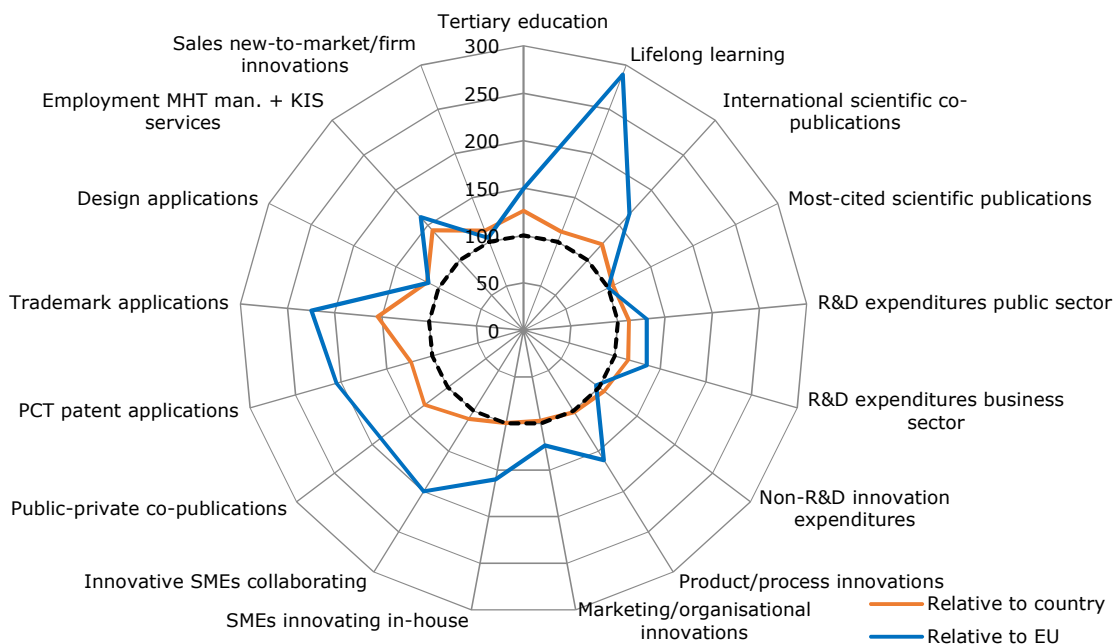 Tertiary education
Lifelong learning
International scientific co-
publications
Most-cited scientific publications
R&D expenditures public sector
R&D expenditures business
sector
Non-R&D innovation
expenditures
Product/process innovations
Marketing/organisational
innovations
SMEs innovating in-house
Innovative SMEs collaborating
Public-private co-publications
PCT patent applications
Trademark applications
Design applications
Employment MHT man. + KIS
services
Sales new-to-market/firm
innovations
300
250
200
150
100
50
0
Relative to country
Relative to EU